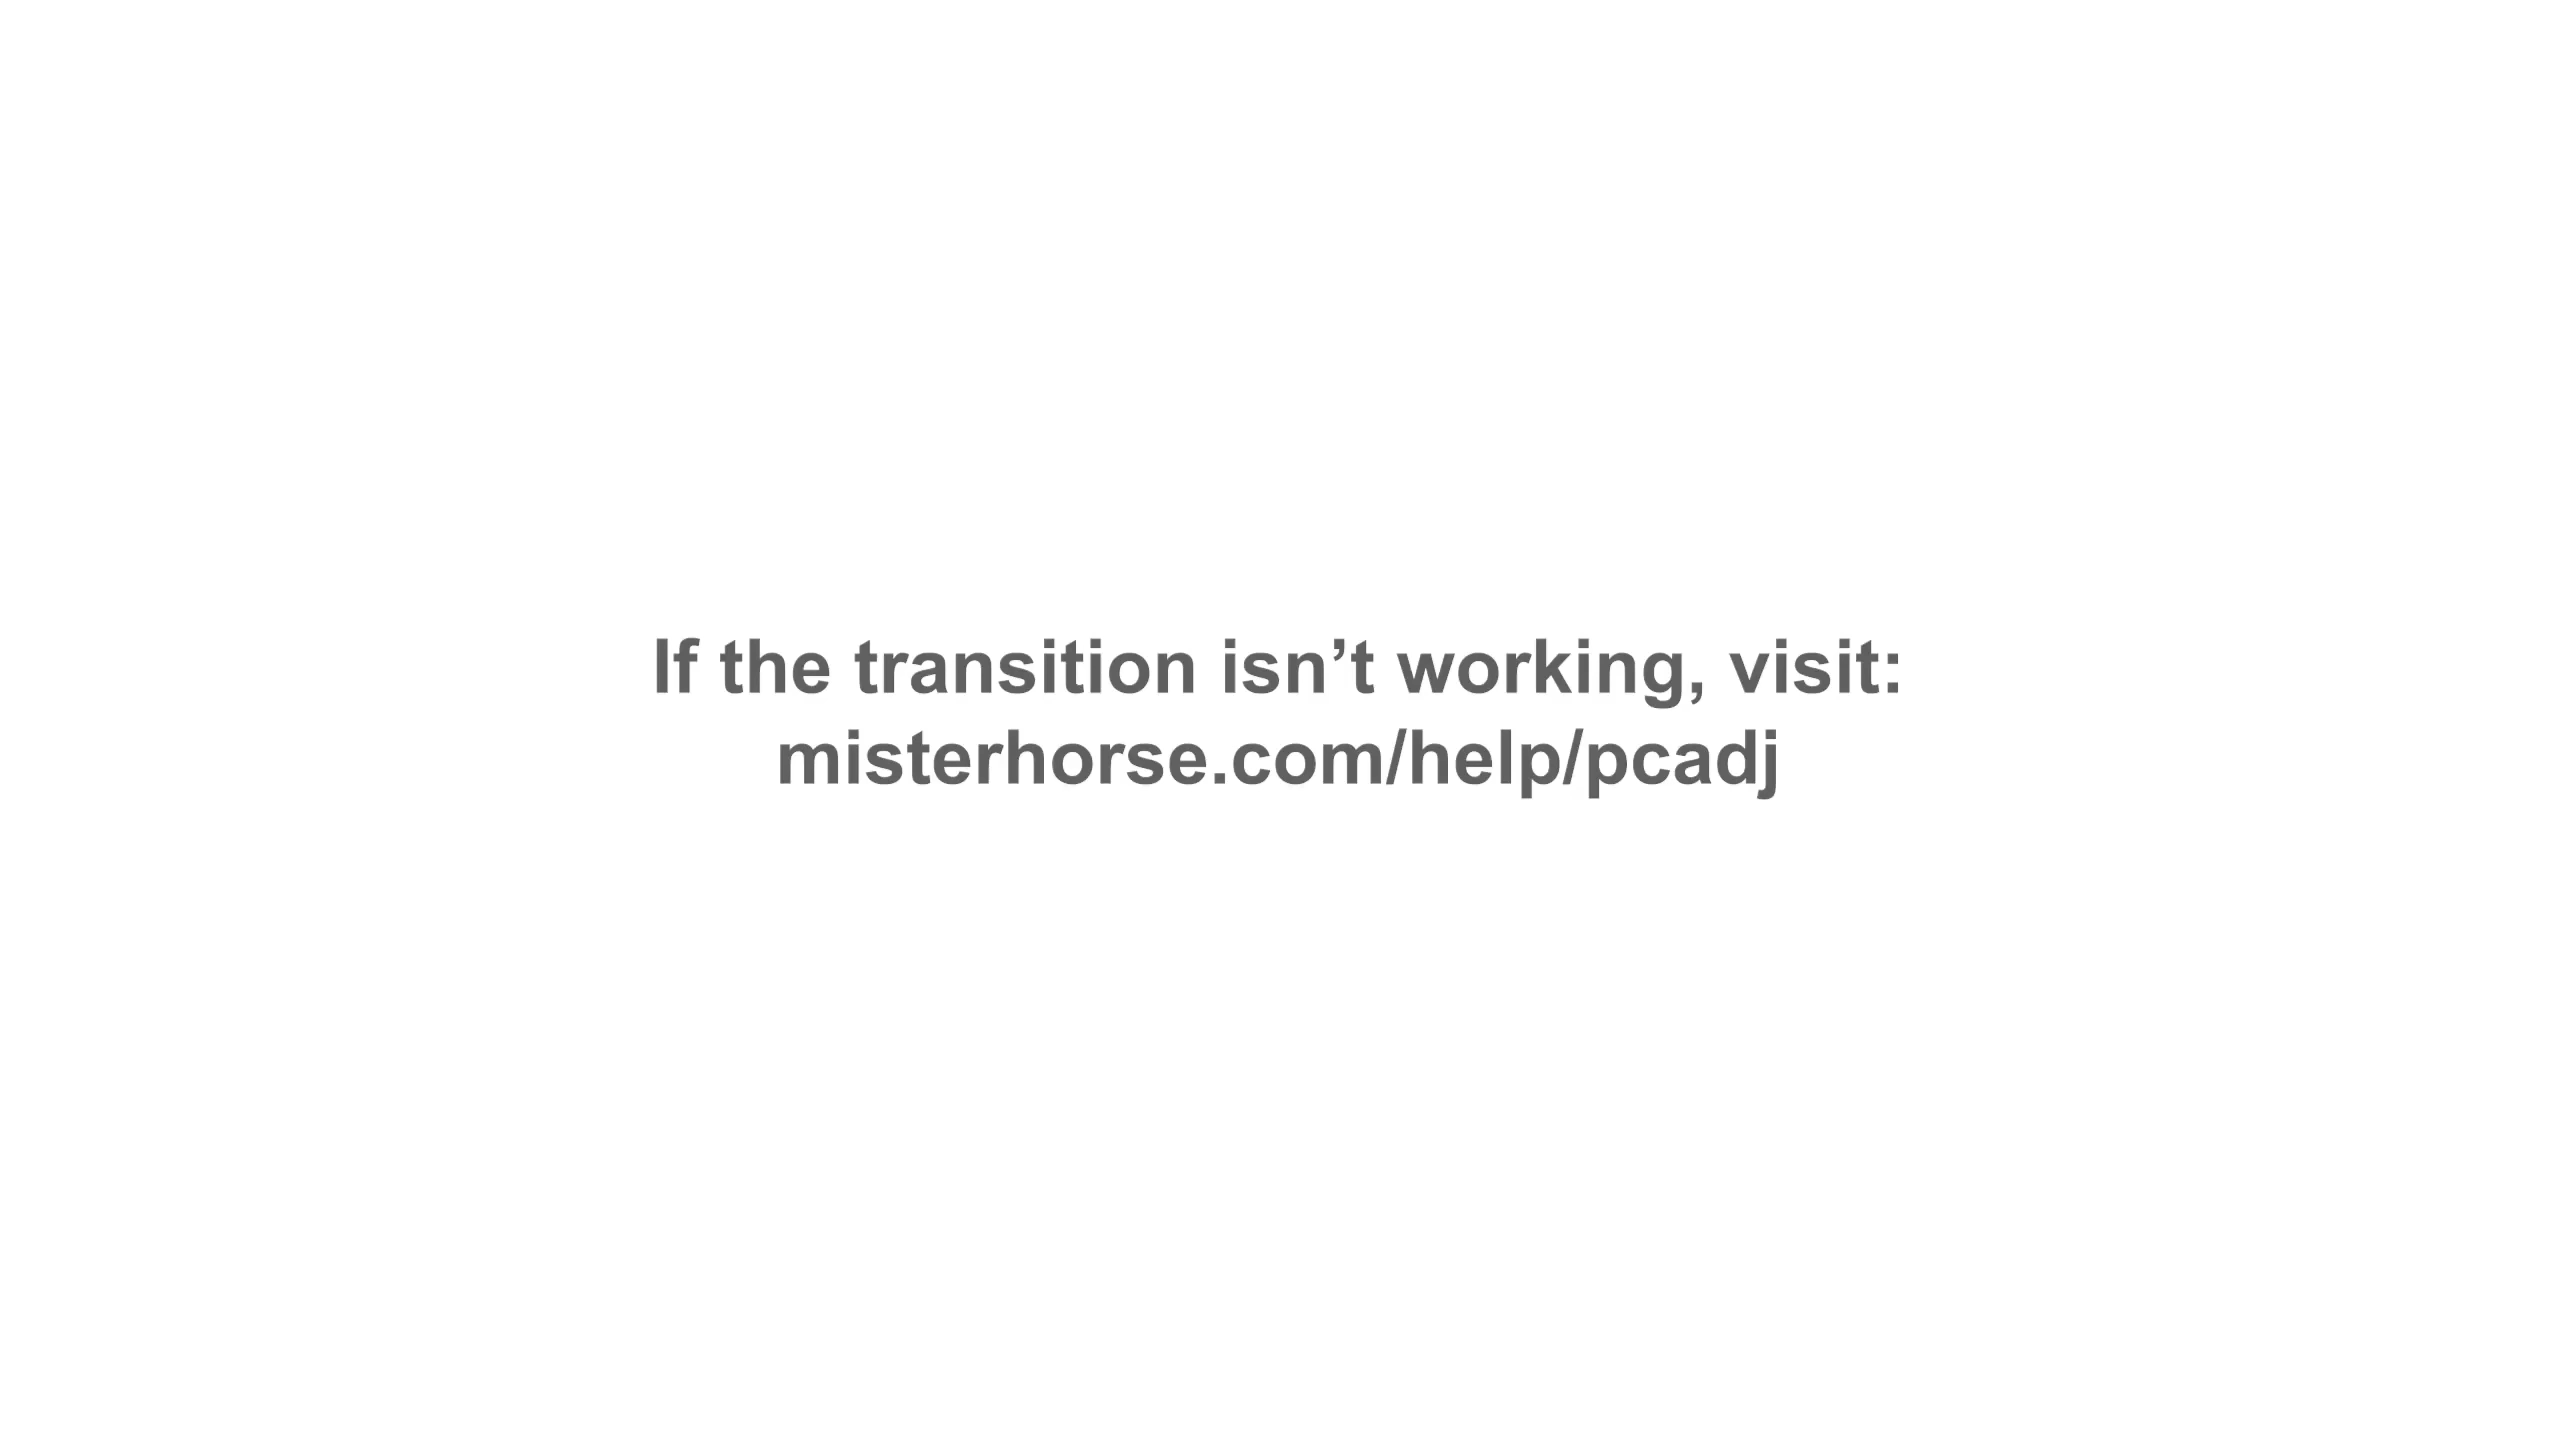 If the transition isn’t working, visit:
misterhorse.com/help/pcadj